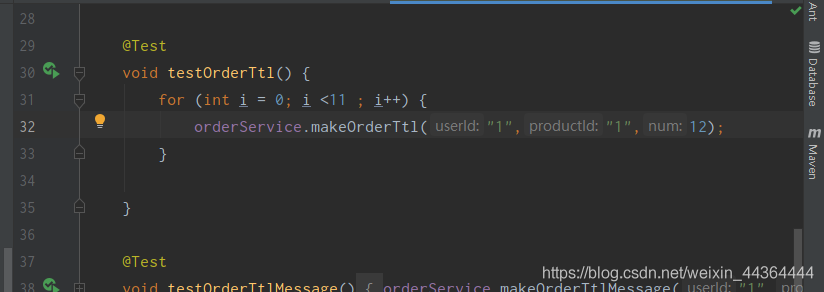 28
29 @Test
30 void testOrderTtl() {
31 for (int i = 0; i <11 ; i++) {
32 orderService.makeOrderTtl( userId: "1", productId: "1", num: 12);
33 }
34
35 }
36
37 @Test
38 void testOrderTtlMessage() { orderService.makeOrderTtlMessage( userId: "1" pro
Ant
Database
m Maven
https://blog.csdn.net/weixin_44364444